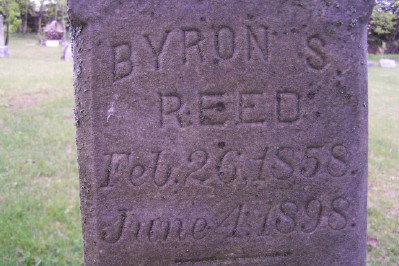 BYRON S
REED
Feb. 26, 1858.
June 4, 1898.